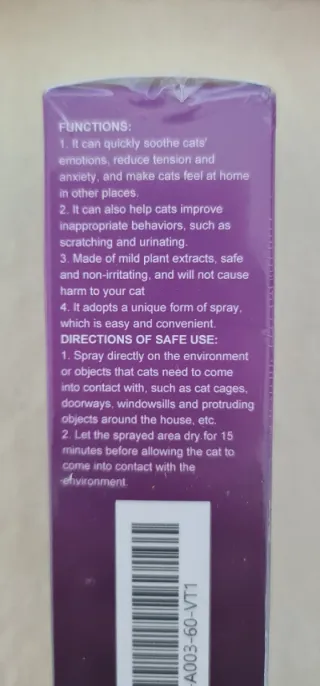 FUNCTIONS:
1. It can quickly soothe cats'
emotions, reduce tension and
anxiety, and make cats feel at home
in other places.
2. It can also help cats improve
inappropriate behaviors, such as
scratching and urinating.
3. Made of mild plant extracts, safe
and non-irritating, and will not cause
harm to your cat
4. It adopts a unique form of spray,
which is easy and convenient.
DIRECTIONS OF SAFE USE:
1. Spray directly on the environment
or objects that cats need to come
into contact with, such as cat cages,
doorways, windowsills and protruding
objects around the house, etc.
2. Let the sprayed area dry for 15
minutes before allowing the cat to
come into contact with the
environment.
-A003-60-VT1